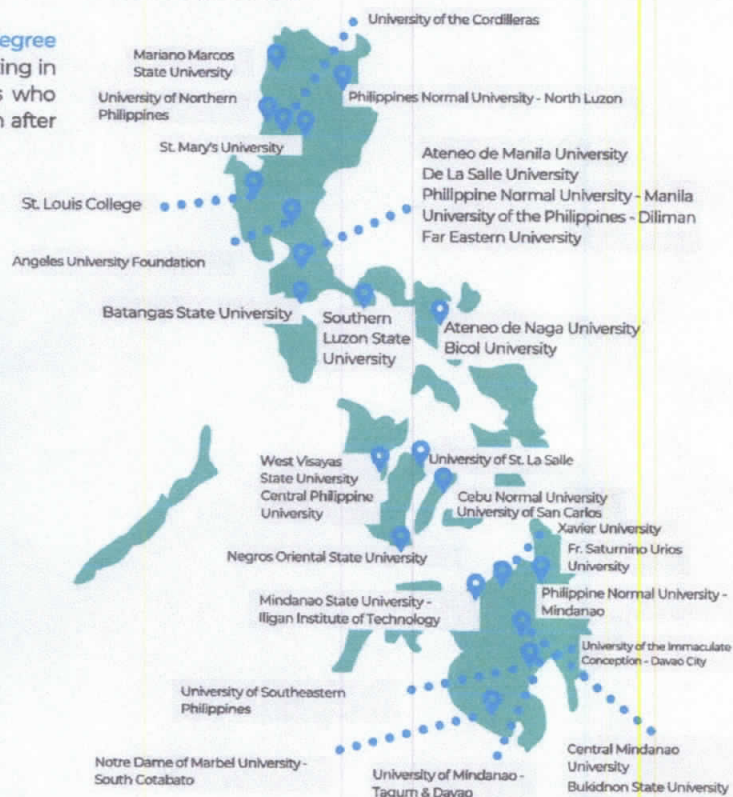 egree
ting in
s who
n after
University of the Cordilleras
Mariano Marcos
State University
University of Northern
Philippines
Philippines Normal University - North Luzon
St. Mary's University
Ateneo de Manila University
De La Salle University
Philippine Normal University - Manila
University of the Philippines - Diliman
Far Eastern University
St. Louis College
Angeles University Foundation
Batangas State University
Southern
Luzon State
University
Ateneo de Naga University
Bicol University
West Visayas
State University
Central Philippine
University
University of St. La Salle
Cebu Normal University
University of San Carlos
Xavier University
Fr. Saturnino Urios
University
Negros Oriental State University
Mindanao State University -
Iligan Institute of Technology
Philippine Normal University -
Mindanao
University of the Immaculate
Conception - Davao City
University of Southeastern
Philippines
Notre Dame of Marbel University -
South Cotabato
University of Mindanao -
Tagum & Davao
Central Mindanao
University
Bukidnon State University